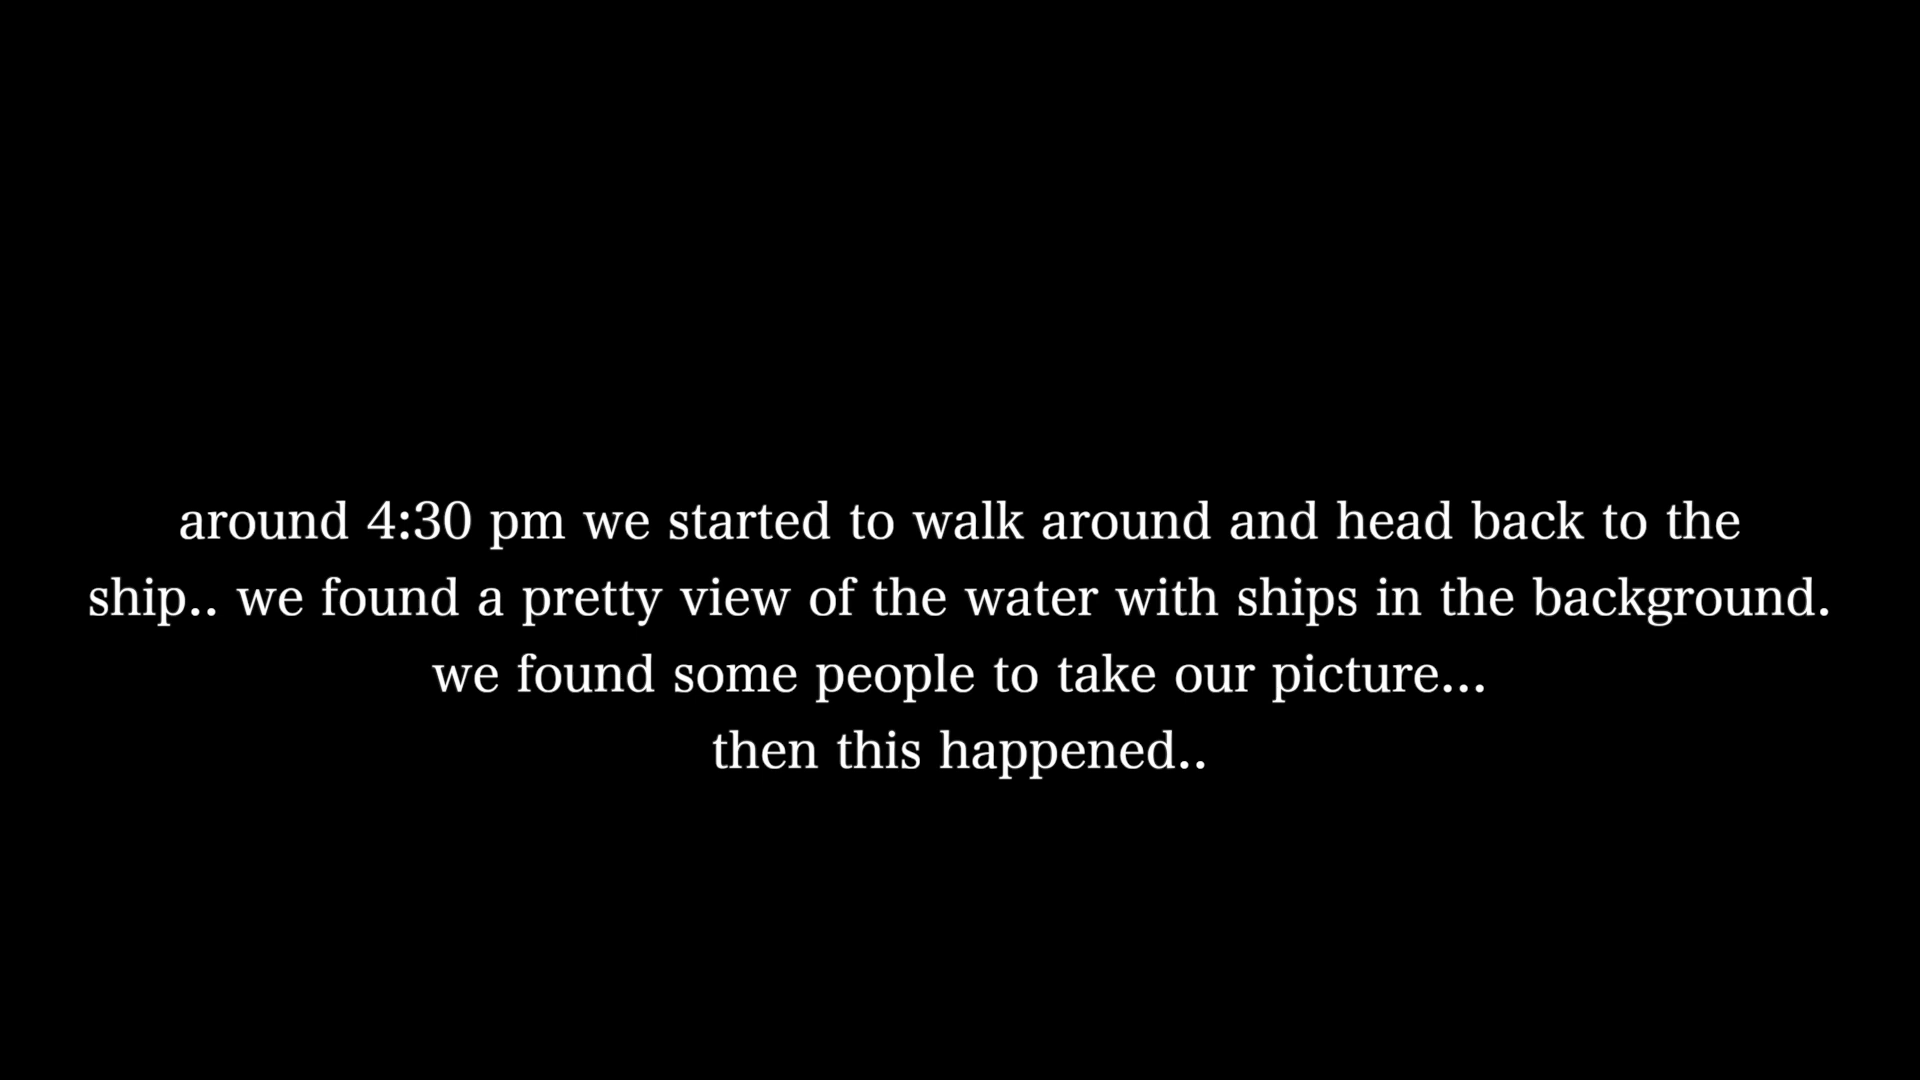 around 4:30 pm we started to walk around and head back to the
ship.. we found a pretty view of the water with ships in the background.
we found some people to take our picture...
then this happened..